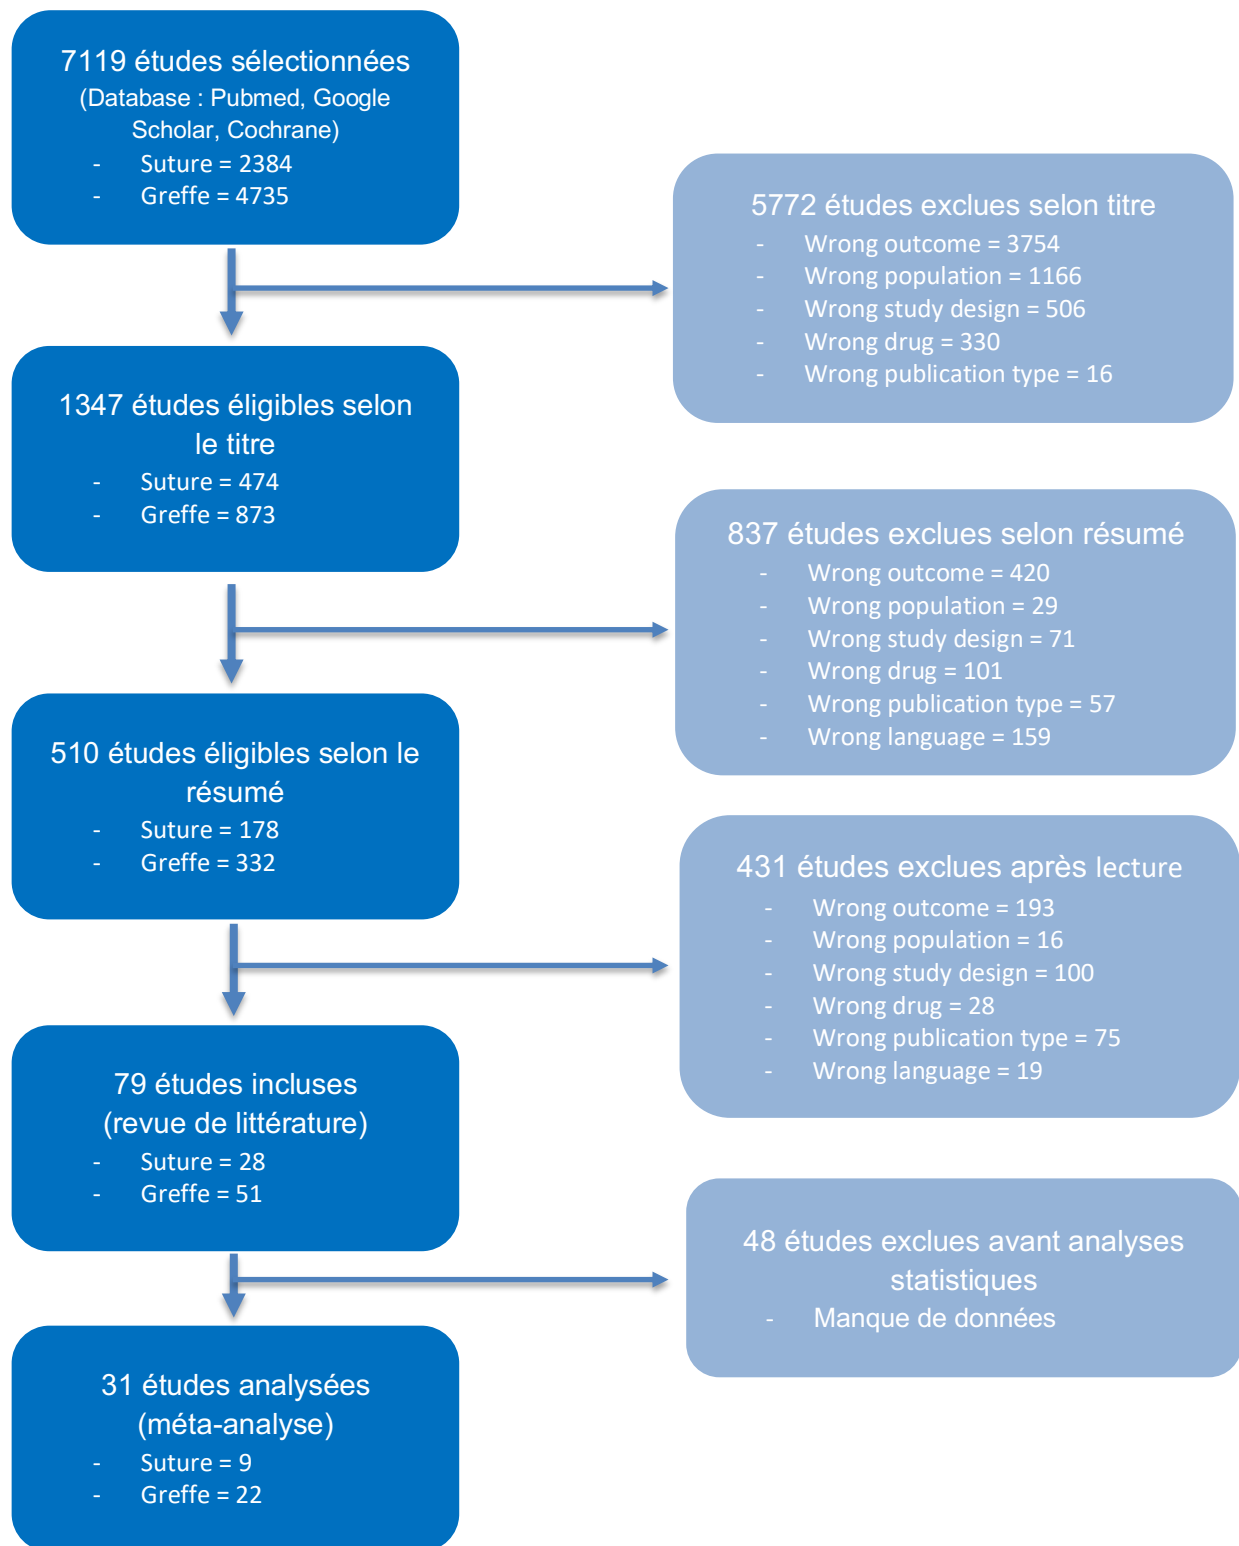 7119 études sélectionnées
(Database : Pubmed, Google
Scholar, Cochrane)
- Suture = 2384
- Greffe = 4735
5772 études exclues selon titre
- Wrong outcome = 3754
- Wrong population = 1166
- Wrong study design = 506
- Wrong drug = 330
- Wrong publication type = 16
1347 études éligibles selon
le titre
- Suture = 474
- Greffe = 873
837 études exclues selon résumé
- Wrong outcome = 420
- Wrong population = 29
- Wrong study design = 71
- Wrong drug = 101
- Wrong publication type = 57
- Wrong language = 159
510 études éligibles selon le
résumé
- Suture = 178
- Greffe = 332
431 études exclues après lecture
- Wrong outcome = 193
- Wrong population = 16
- Wrong study design = 100
- Wrong drug = 28
- Wrong publication type = 75
- Wrong language = 19
79 études incluses
(revue de littérature)
- Suture = 28
- Greffe = 51
48 études exclues avant analyses
statistiques
- Manque de données
31 études analysées
(méta-analyse)
- Suture = 9
- Greffe = 22